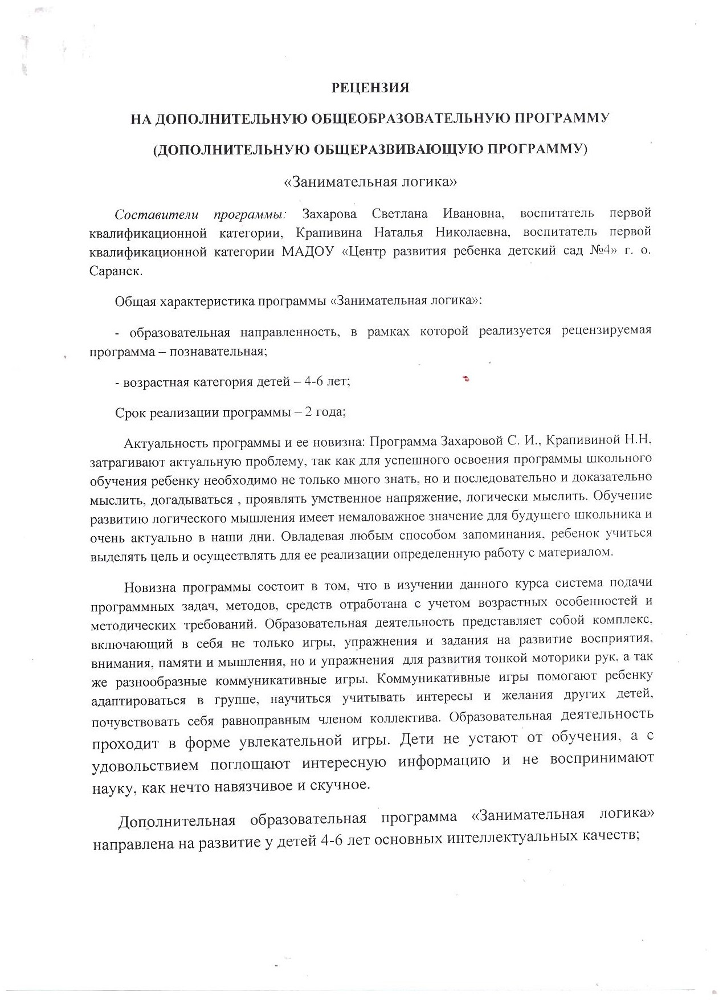 РЕЦЕНЗИЯ
НА ДОПОЛНИТЕЛЬНУЮ ОБЩЕОБРАЗОВАТЕЛЬНУЮ ПРОГРАММУ
(ДОПОЛНИТЕЛЬНУЮ ОБЩЕРАЗВИВАЮЩУЮ ПРОГРАММУ)
«Занимательная логика»
Составители программы: Захарова Светлана Ивановна, воспитатель первой
квалификационной категории, Крапивина Наталья Николаевна, воспитатель первой
квалификационной категории МАДОУ «Центр развития ребенка детский сад №4» г. о.
Саранск.
Общая характеристика программы «Занимательная логика»:
- образовательная направленность, в рамках которой реализуется рецензируемая
программа – познавательная;
- возрастная категория детей – 4-6 лет;
Срок реализации программы – 2 года;
Актуальность программы и ее новизна: Программа Захаровой С. И., Крапивиной Н.Н,
затрагивают актуальную проблему, так как для успешного освоения программы школьного
обучения ребенку необходимо не только много знать, но и последовательно и доказательно
мыслить, догадываться , проявлять умственное напряжение, логически мыслить. Обучение
развитию логического мышления имеет немаловажное значение для будущего школьника и
очень актуально в наши дни. Овладевая любым способом запоминания, ребенок учиться
выделять цель и осуществлять для ее реализации определенную работу с материалом.
Новизна программы состоит в том, что в изучении данного курса система подачи
программных задач, методов, средств отработана с учетом возрастных особенностей и
методических требований. Образовательная деятельность представляет собой комплекс,
включающий в себя не только игры, упражнения и задания на развитие восприятия,
внимания, памяти и мышления, но и упражнения для развития тонкой моторики рук, а так
же разнообразные коммуникативные игры. Коммуникативные игры помогают ребенку
адаптироваться в группе, научиться учитывать интересы и желания других детей,
почувствовать себя равноправным членом коллектива. Образовательная деятельность
проходит в форме увлекательной игры. Дети не устают от обучения, а с
удовольствием поглощают интересную информацию и не воспринимают
науку, как нечто навязчивое и скучное.
Дополнительная образовательная программа «Занимательная логика»
направлена на развитие у детей 4-6 лет основных интеллектуальных качеств;